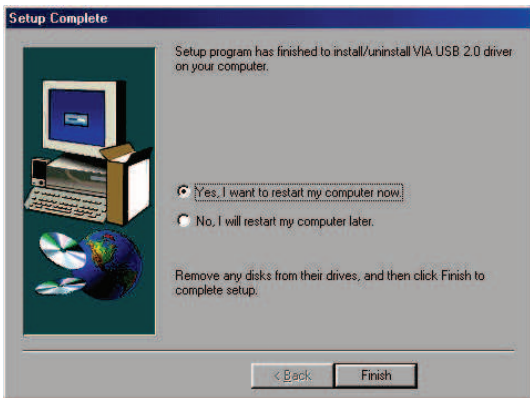 Setup Complete
Setup program has finished to install/uninstall VIA USB 2.0 driver
on your computer.
Yes, I want to restart my computer now.
No, I will restart my computer later.
Remove any disks from their drives, and then click Finish to
complete setup.
< Back
Finish